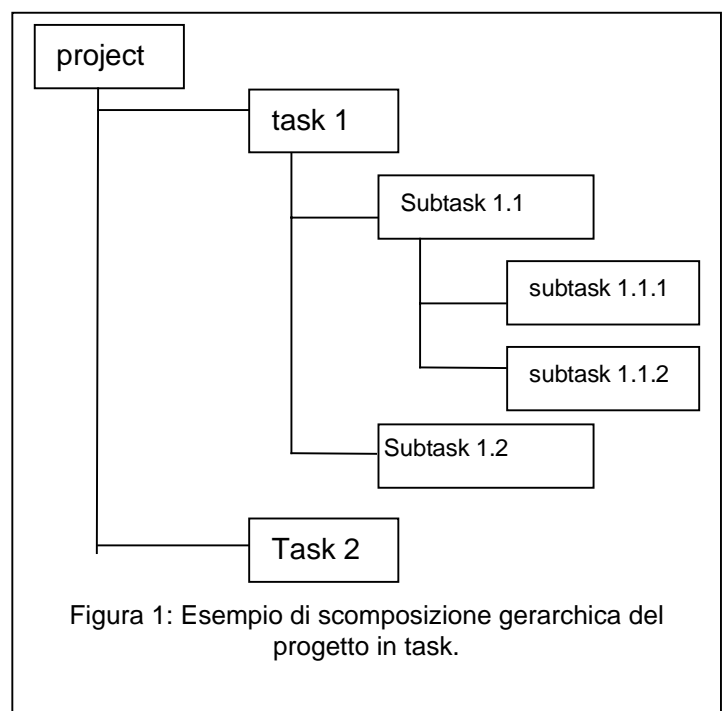 project
task 1
Subtask 1.1
subtask 1.1.1
subtask 1.1.2
Subtask 1.2
Task 2
Figura 1: Esempio di scomposizione gerarchica del
progetto in task.